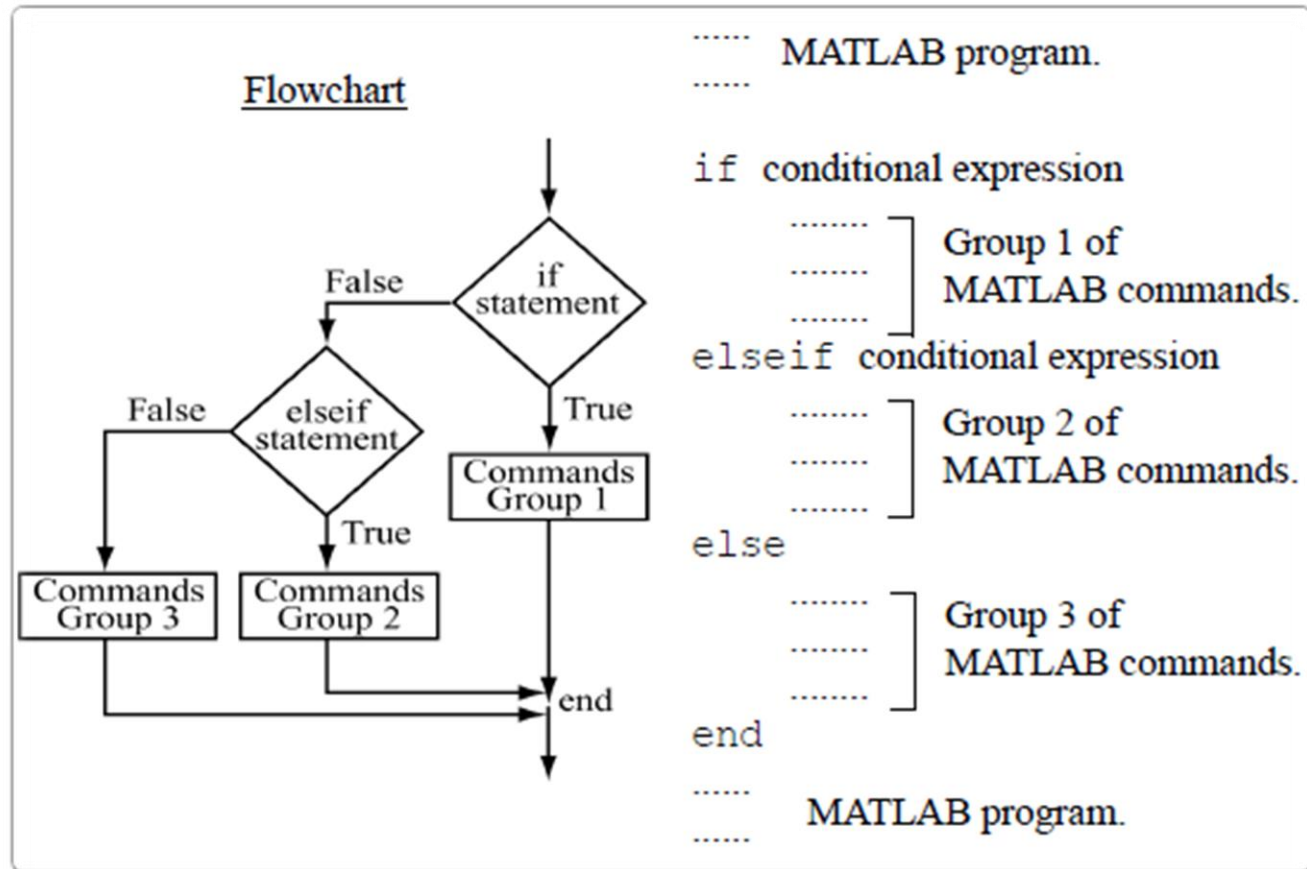 Flowchart
if
statement
False
True
elseif
statement
False
True
Commands
Group 1
Commands
Group 2
Commands
Group 3
end
MATLAB program.
if conditional expression
Group 1 of
MATLAB commands.
elseif conditional expression
Group 2 of
MATLAB commands.
else
Group 3 of
MATLAB commands.
end
MATLAB program.